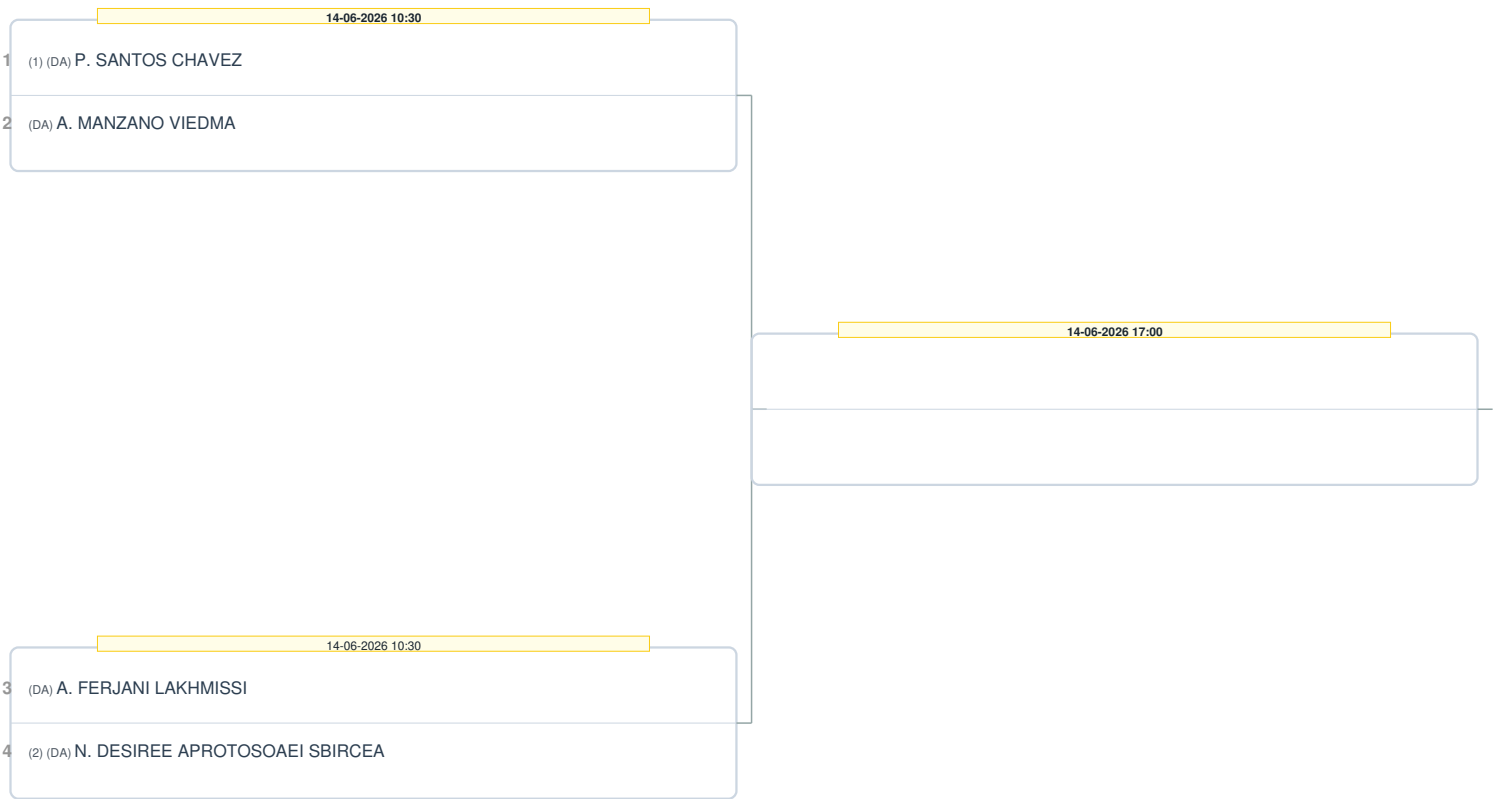 14-06-2026 10:30
1 (1) (DA) P. SANTOS CHAVEZ
2 (DA) A. MANZANO VIEDMA
14-06-2026 17:00
14-06-2026 10:30
3 (DA) A. FERJANI LAKHMISSI
4 (2) (DA) N. DESIREE APROTOSOAEI SBIRCEA